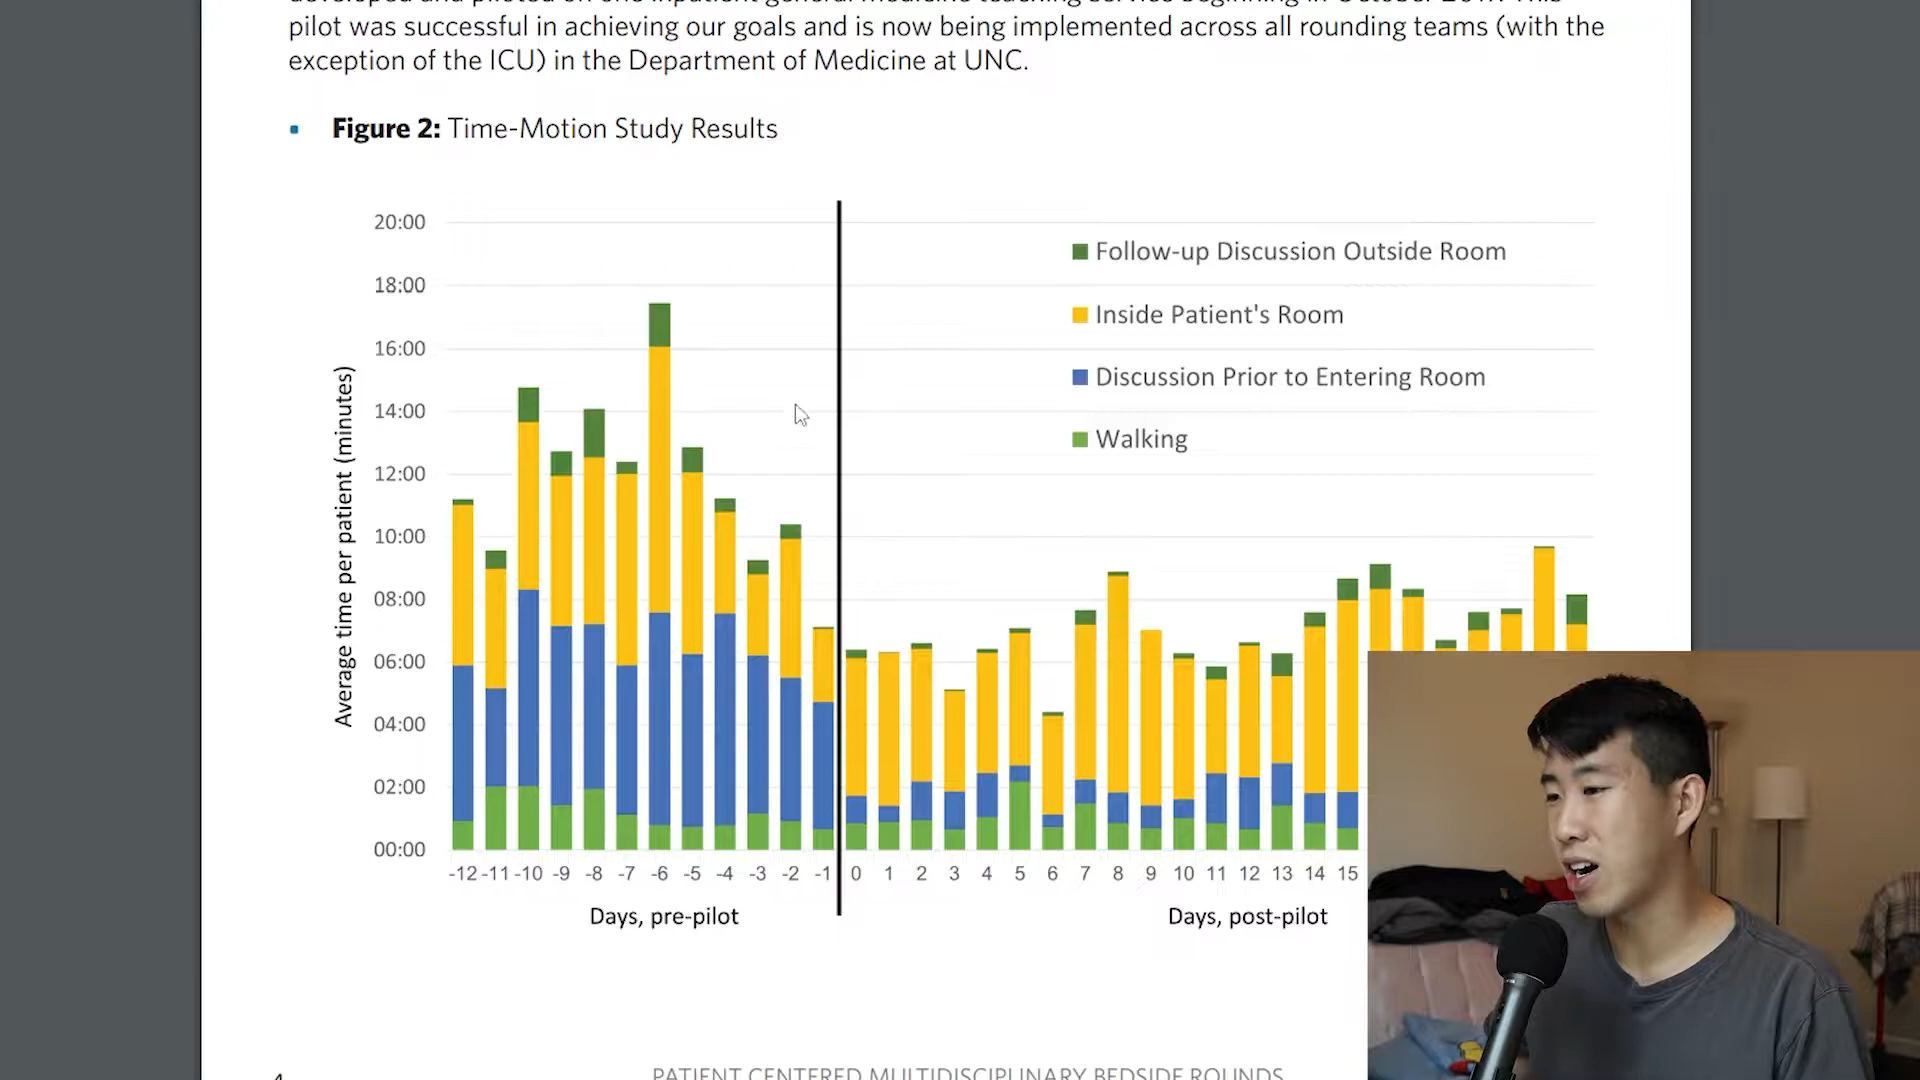 pilot was successful in achieving our goals and is now being implemented across all rounding teams (with the
exception of the ICU) in the Department of Medicine at UNC.
Figure 2: Time-Motion Study Results
20:00
18:00
16:00
14:00
12:00
10:00
08:00
06:00
04:00
02:00
00:00
Average time per patient (minutes)
Follow-up Discussion Outside Room
Inside Patient's Room
Discussion Prior to Entering Room
Walking
-12 -11 -10 -9 -8 -7 -6 -5 -4 -3 -2 -1 0 1 2 3 4 5 6 7 8 9 10 11 12 13 14 15
Days, pre-pilot
Days, post-pilot
PATIENT CENTERED MULTIDISCIPLINARY BEDSIDE ROUNDS